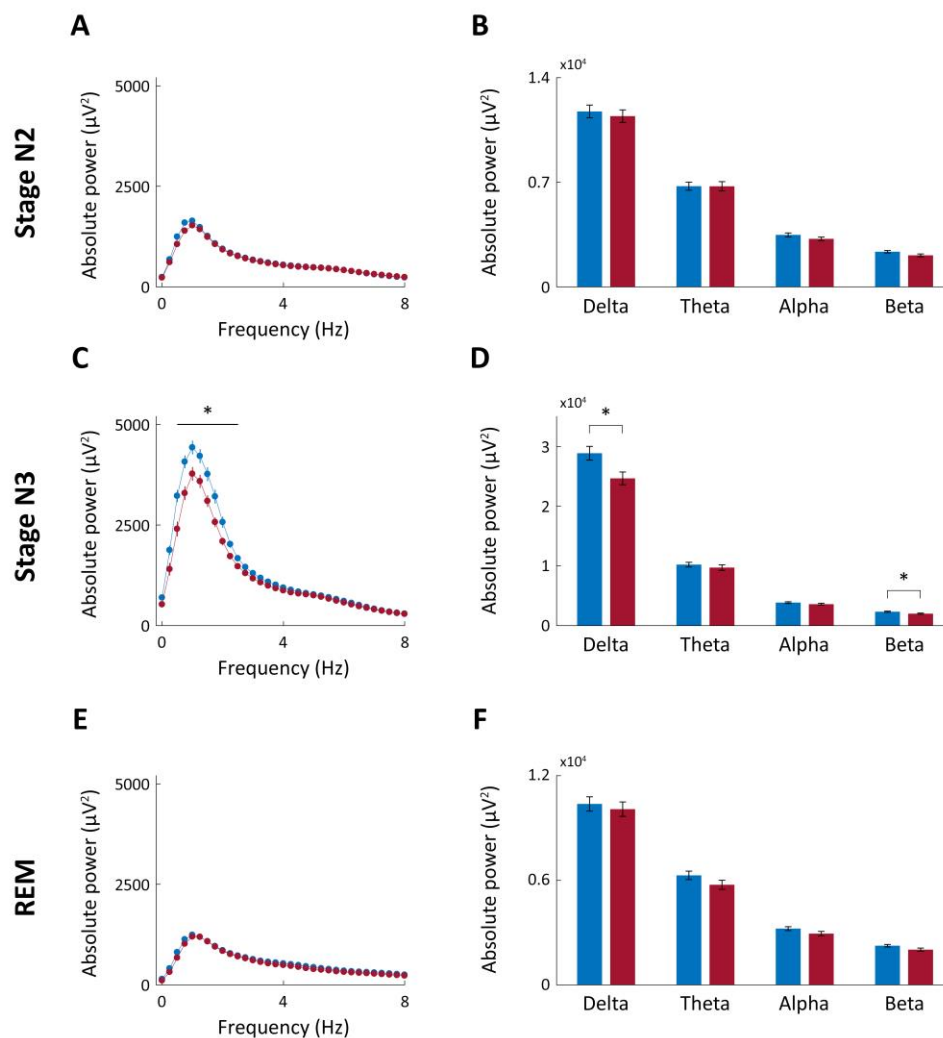 A
B
Stage N2
Absolute power (µV²)
5000
2500
0
0 4 8
Frequency (Hz)
Absolute power (µV²)
x10⁴
1.4
0.7
0
Delta Theta Alpha Beta
C
D
Stage N3
Absolute power (µV²)
5000
2500
0
*
0 4 8
Frequency (Hz)
Absolute power (µV²)
x10⁴
3
2
1
0
*
*
Delta Theta Alpha Beta
E
F
REM
Absolute power (µV²)
5000
2500
0
0 4 8
Frequency (Hz)
Absolute power (µV²)
x10⁴
1.2
0.6
0
Delta Theta Alpha Beta